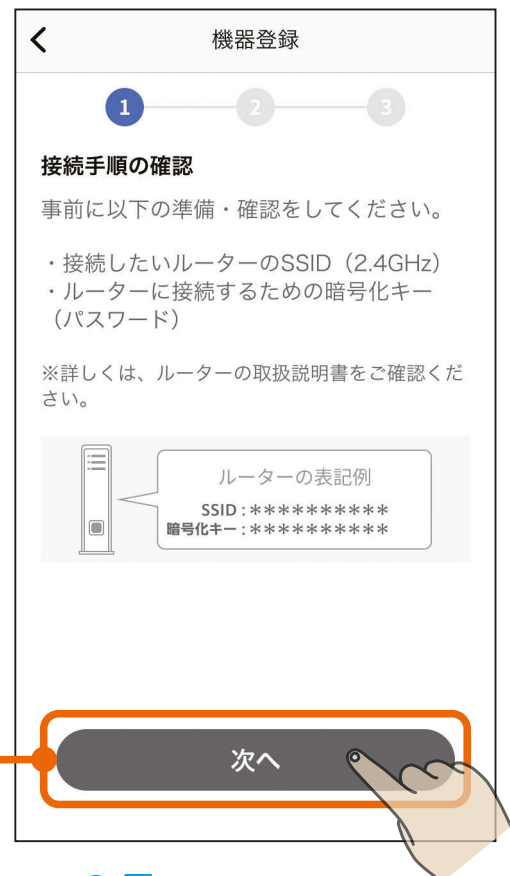 機器登録
1 2 3
接続手順の確認
事前に以下の準備・確認をしてください。
・接続したいルーターのSSID（2.4GHz）
・ルーターに接続するための暗号化キー
（パスワード）
※詳しくは、ルーターの取扱説明書をご確認くだ
さい。
ルーターの表記例
SSID : **********
暗号化キー : **********
次へ